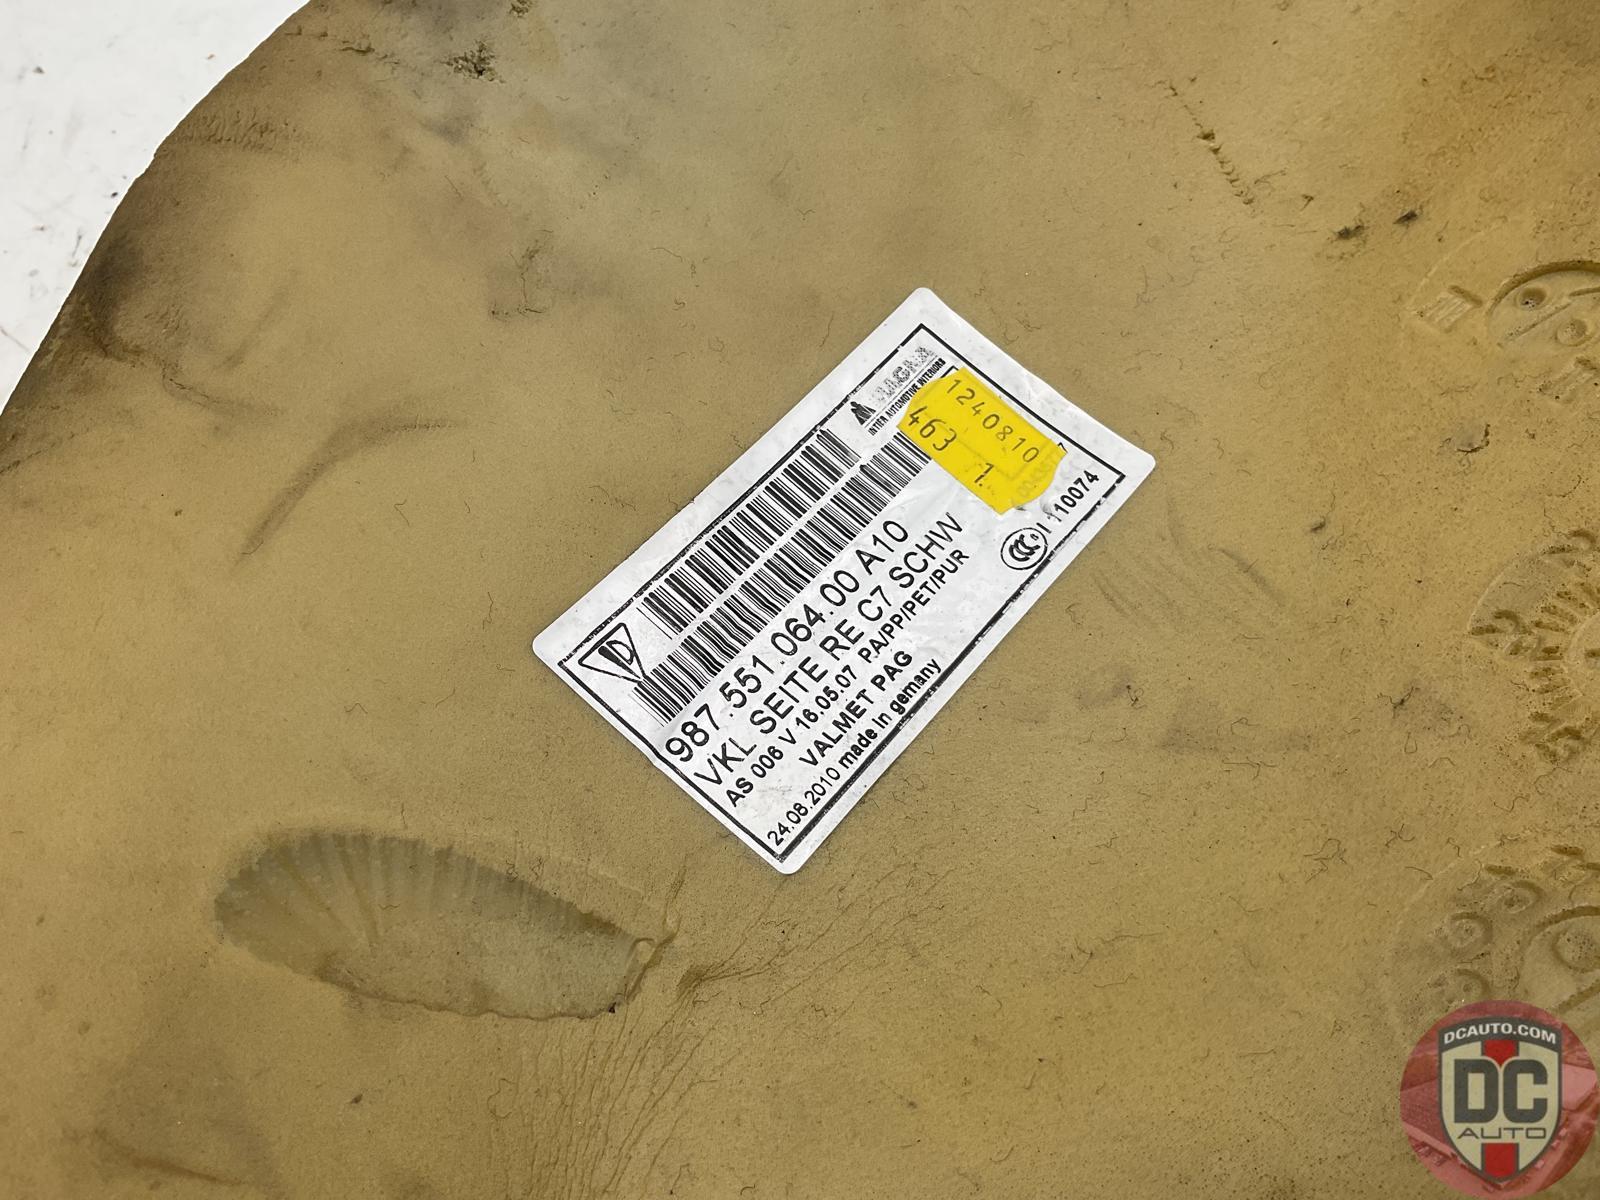 MAGNA
INTIER AUTOMOTIVE INTERIORS
1240810
463 1.
987.551.064.00 A10
VKL SEITE RE C7 SCHW
AS 006 V 16.05.07 PA/PP/PET/PUR
VALMET PAG
24.08.2010 made in germany
CCC I 110074
DCAUTO.COM
DC
AUTO